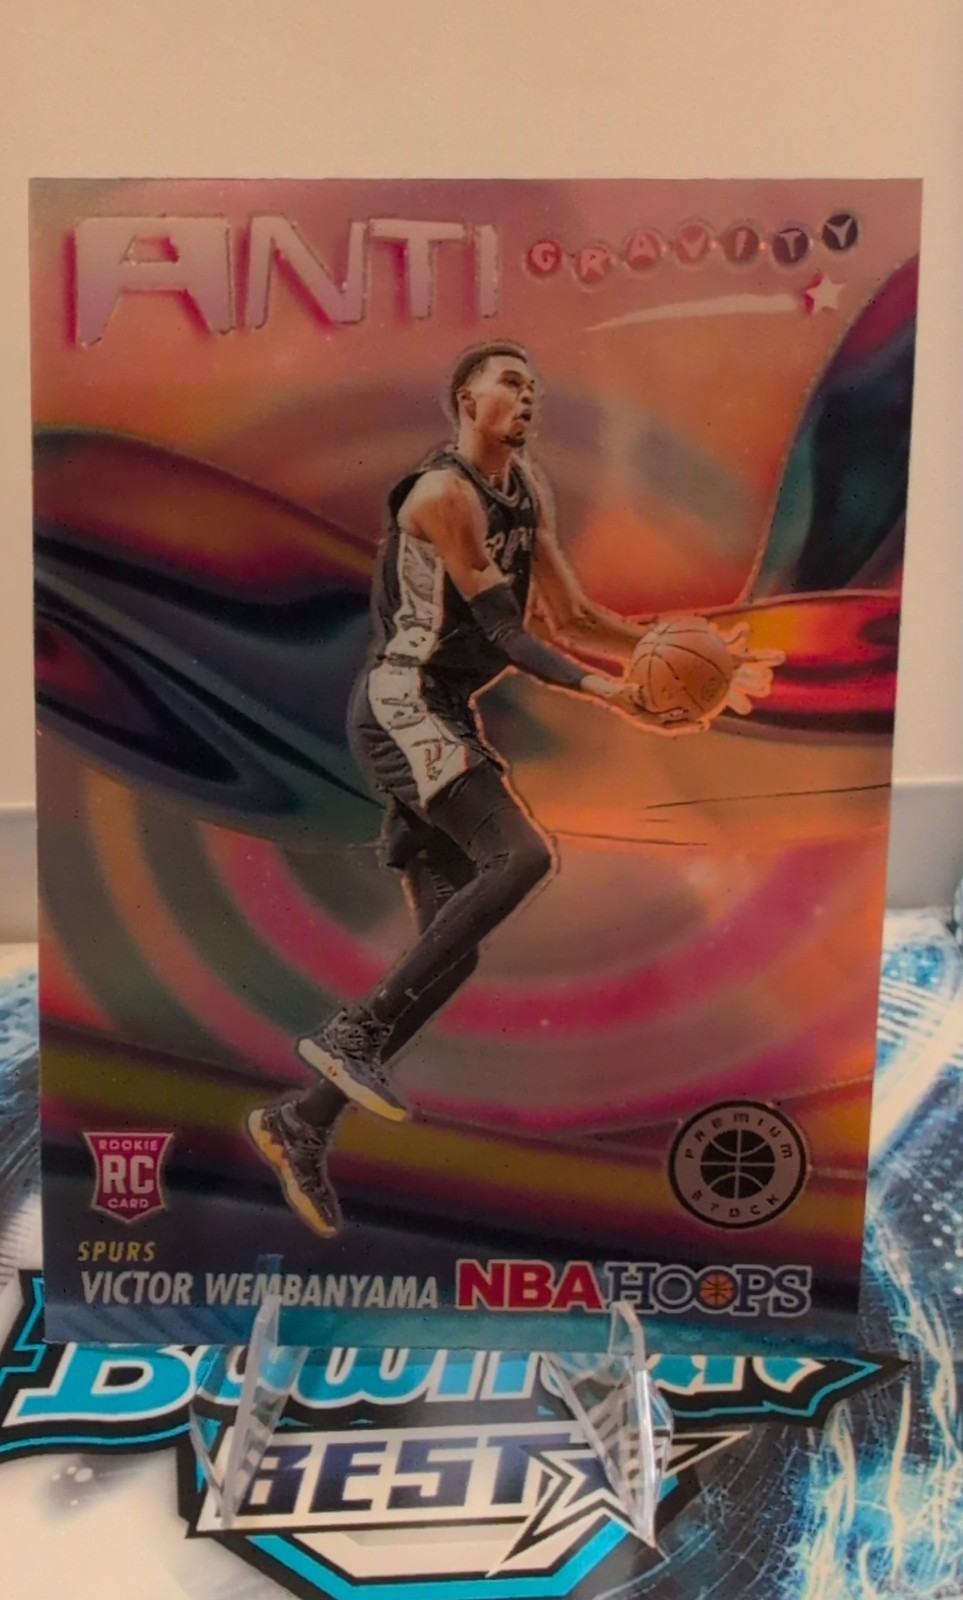 ANTI GRAVITY
ROOKIE
RC
CARD
PREMIUM
STOCK
SPURS
VICTOR WEMBANYAMA NBA HOOPS
BEST